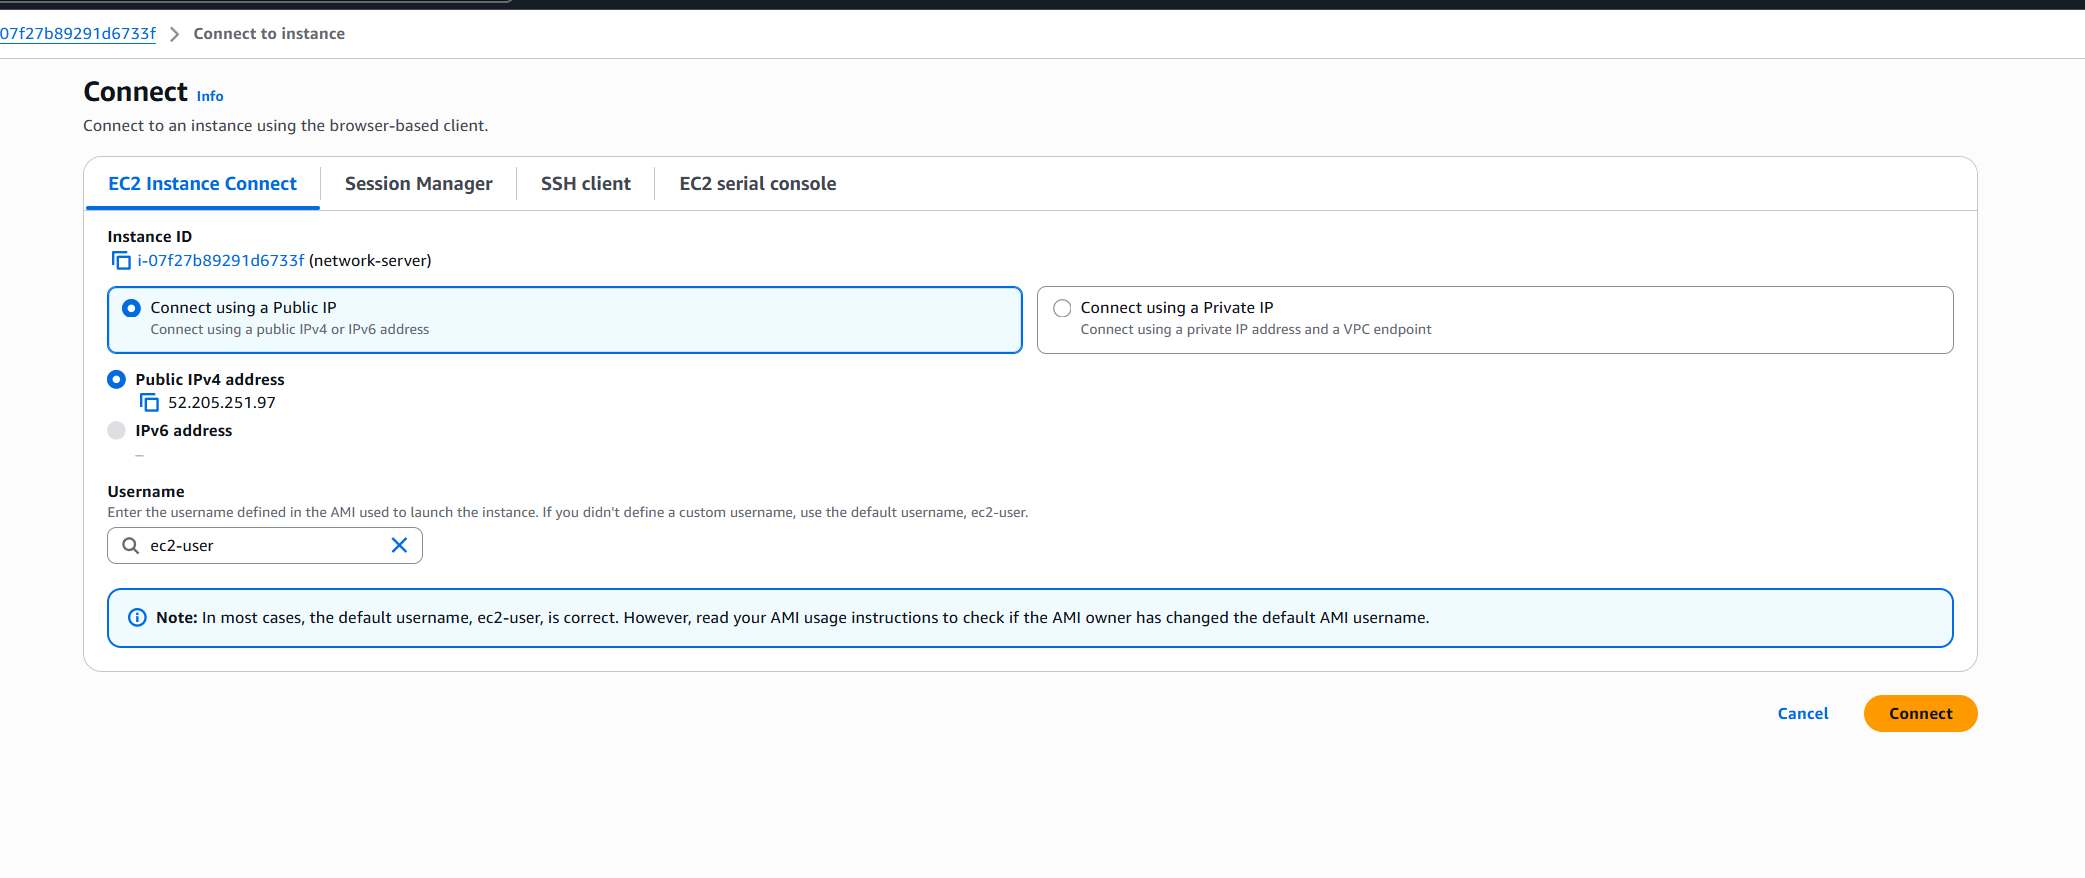 07f27b89291d6733f > Connect to instance
Connect Info
Connect to an instance using the browser-based client.
EC2 Instance Connect Session Manager SSH client EC2 serial console
Instance ID
i-07f27b89291d6733f (network-server)
Connect using a Public IP
Connect using a public IPv4 or IPv6 address
Connect using a Private IP
Connect using a private IP address and a VPC endpoint
Public IPv4 address
52.205.251.97
IPv6 address
–
Username
Enter the username defined in the AMI used to launch the instance. If you didn't define a custom username, use the default username, ec2-user.
ec2-user
Note: In most cases, the default username, ec2-user, is correct. However, read your AMI usage instructions to check if the AMI owner has changed the default AMI username.
Cancel Connect